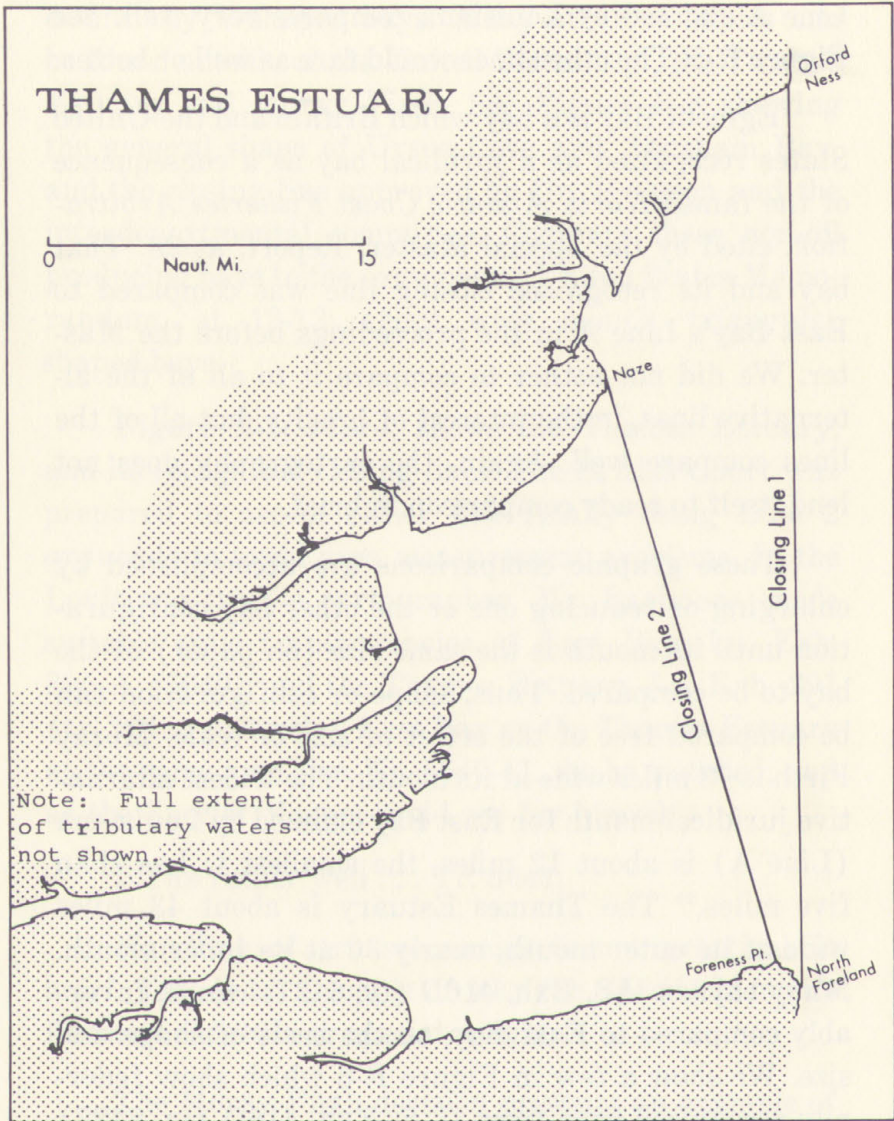 THAMES ESTUARY
Orford
Ness
0 15
Naut. Mi.
Naze
Closing Line 1
Closing Line 2
Note: Full extent
of tributary waters
not shown
Foreness Pt.
North
Foreland